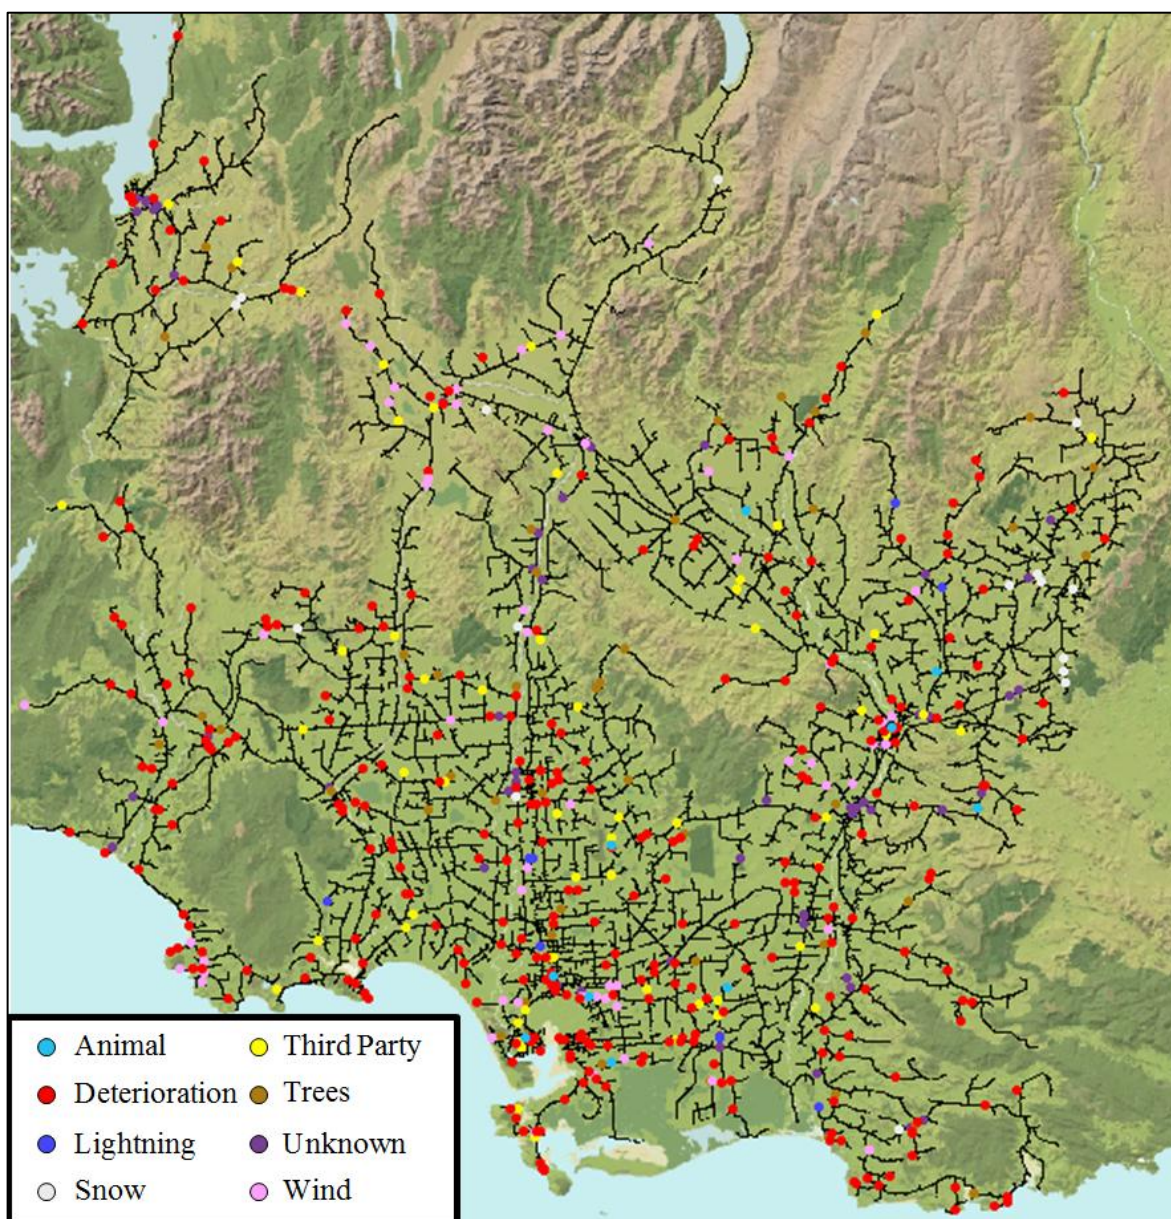 Animal Third Party
Deterioration Trees
Lightning Unknown
Snow Wind